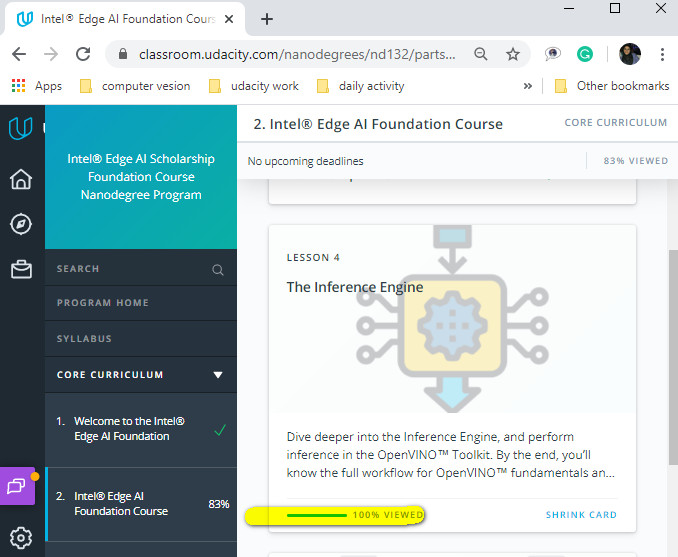 Intel® Edge AI Foundation Cours
classroom.udacity.com/nanodegrees/nd132/parts...
Apps
computer vesion
udacity work
daily activity
»
Other bookmarks
Intel® Edge AI Scholarship
Foundation Course
Nanodegree Program
SEARCH
PROGRAM HOME
SYLLABUS
CORE CURRICULUM
1. Welcome to the Intel®
Edge AI Foundation
2. Intel® Edge AI
Foundation Course
83%
2. Intel® Edge AI Foundation Course
CORE CURRICULUM
No upcoming deadlines
83% VIEWED
LESSON 4
The Inference Engine
Dive deeper into the Inference Engine, and perform
inference in the OpenVINO™ Toolkit. By the end, you'll
know the full workflow for OpenVINO™ fundamentals an...
100% VIEWED
SHRINK CARD